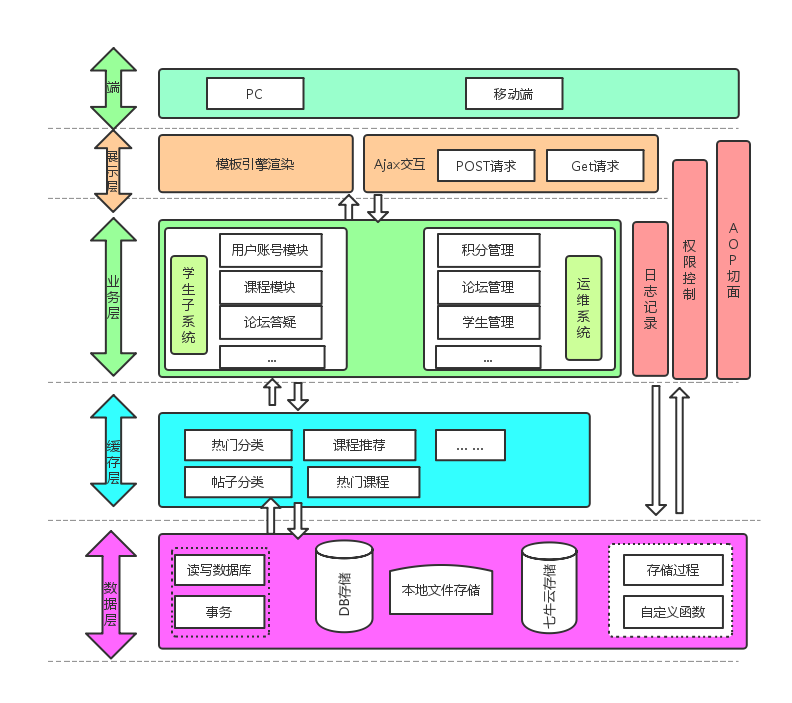 端
PC
移动端
展示层
模板引擎渲染
Ajax交互
POST请求
Get请求
业务层
学生子系统
用户账号模块
课程模块
论坛答疑
...
积分管理
论坛管理
学生管理
...
运维系统
日志记录
权限控制
AOP切面
缓存层
热门分类
课程推荐
... ...
帖子分类
热门课程
数据层
读写数据库
事务
DB存储
本地文件存储
七牛云存储
存储过程
自定义函数